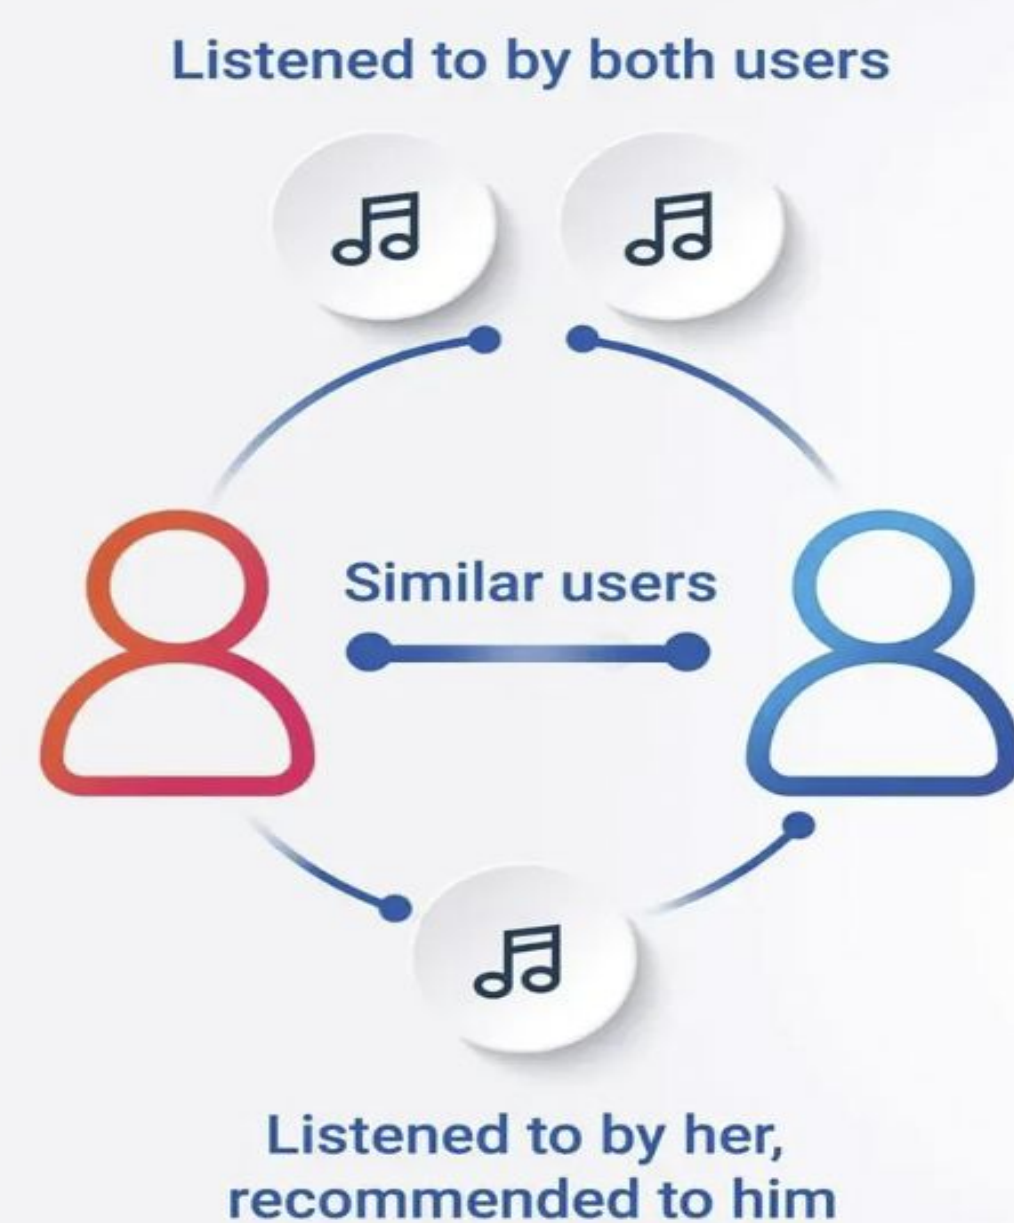 Listened to by both users
Similar users
Listened to by her,
recommended to him